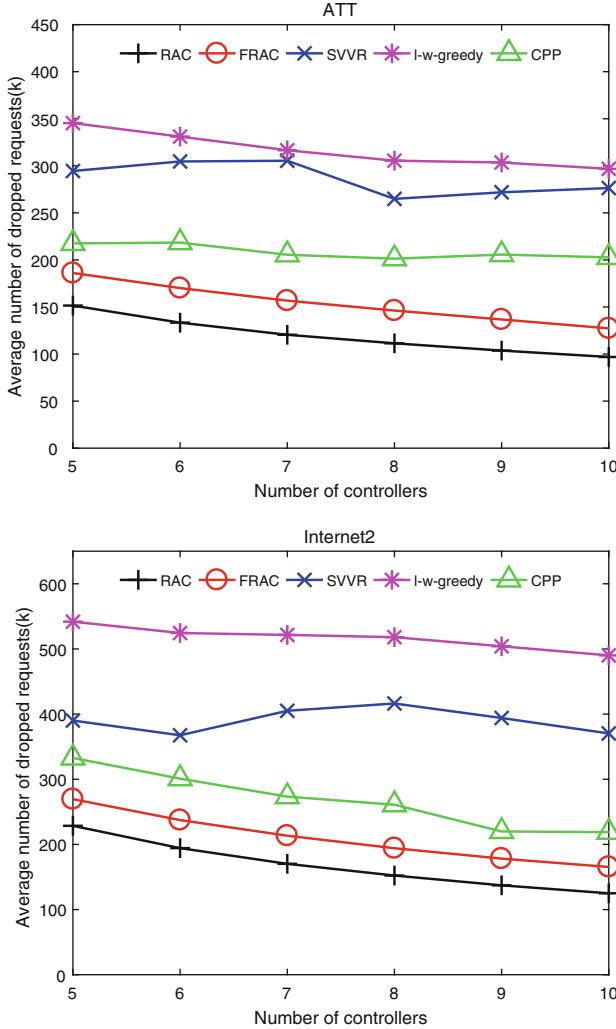 ATT
450
400
350
300
250
200
150
100
50
0
RAC FRAC SVVR l-w-greedy CPP
5 6 7 8 9 10
Number of controllers
Average number of dropped requests(k)
Internet2
600
500
400
300
200
100
0
RAC FRAC SVVR l-w-greedy CPP
5 6 7 8 9 10
Number of controllers
Average number of dropped requests(k)